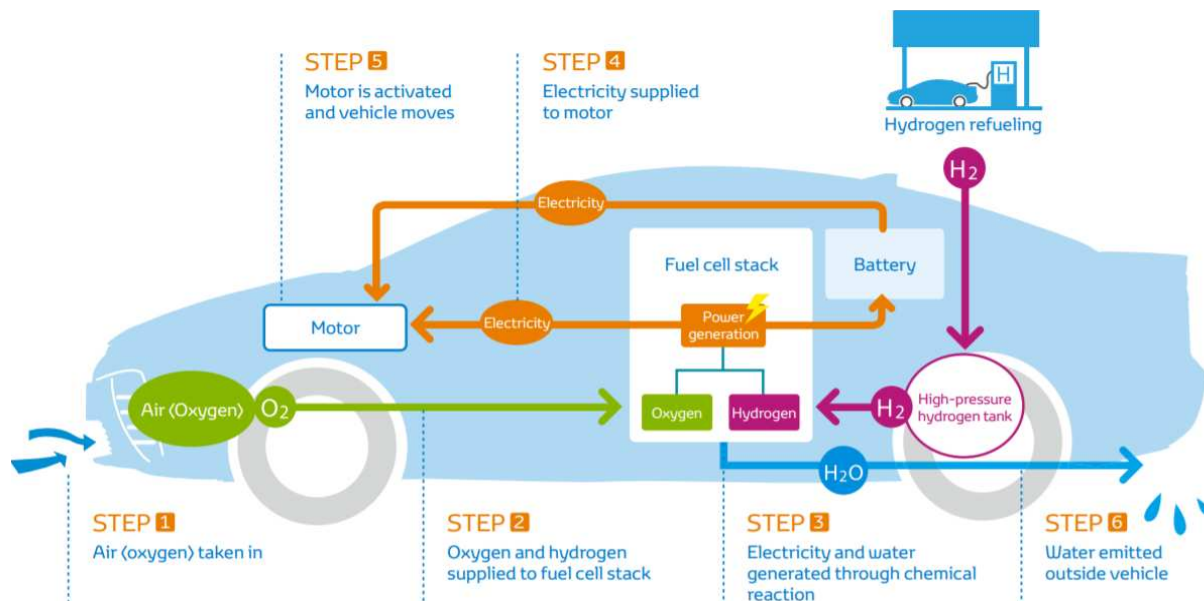 STEP 5
Motor is activated
and vehicle moves
STEP 4
Electricity supplied
to motor
H
Hydrogen refueling
H2
Electricity
Fuel cell stack
Battery
Motor
Electricity
Power
generation
Air (Oxygen)
O2
Oxygen
Hydrogen
H2
High-pressure
hydrogen tank
H2O
STEP 1
Air (oxygen) taken in
STEP 2
Oxygen and hydrogen
supplied to fuel cell stack
STEP 3
Electricity and water
generated through chemical
reaction
STEP 6
Water emitted
outside vehicle